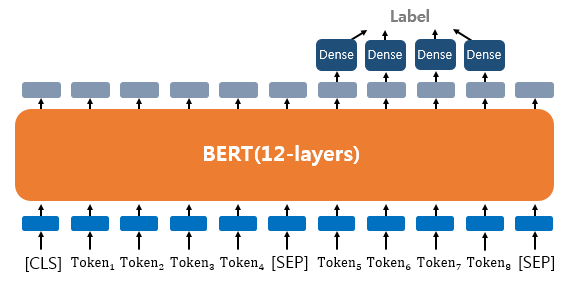 Label
Dense Dense Dense Dense
BERT(12-layers)
[CLS] Token₁ Token₂ Token₃ Token₄ [SEP] Token₅ Token₆ Token₇ Token₈ [SEP]